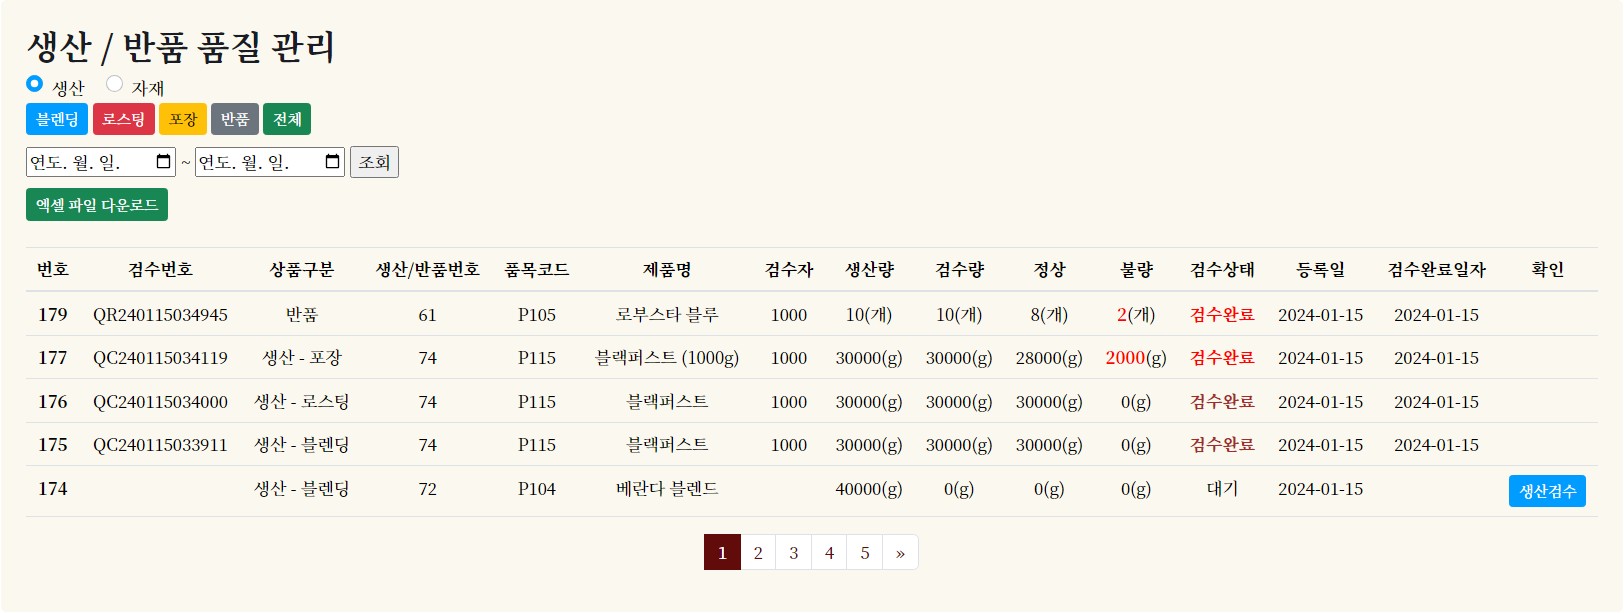 생산 / 반품 품질 관리
생산 자재
블렌딩 로스팅 포장 반품 전체
연도. 월. 일. ~ 연도. 월. 일. 조회
엑셀 파일 다운로드
번호 검수번호 상품구분 생산/반품번호 품목코드 제품명 검수자 생산량 검수량 정상 불량 검수상태 등록일 검수완료일자 확인
179 QR240115034945 반품 61 P105 로부스타 블루 1000 10(개) 10(개) 8(개) 2(개) 검수완료 2024-01-15 2024-01-15
177 QC240115034119 생산 - 포장 74 P115 블랙퍼스트 (1000g) 1000 30000(g) 30000(g) 28000(g) 2000(g) 검수완료 2024-01-15 2024-01-15
176 QC240115034000 생산 - 로스팅 74 P115 블랙퍼스트 1000 30000(g) 30000(g) 30000(g) 0(g) 검수완료 2024-01-15 2024-01-15
175 QC240115033911 생산 - 블렌딩 74 P115 블랙퍼스트 1000 30000(g) 30000(g) 30000(g) 0(g) 검수완료 2024-01-15 2024-01-15
174 생산 - 블렌딩 72 P104 베란다 블렌드 40000(g) 0(g) 0(g) 0(g) 대기 2024-01-15 생산검수
1 2 3 4 5 »